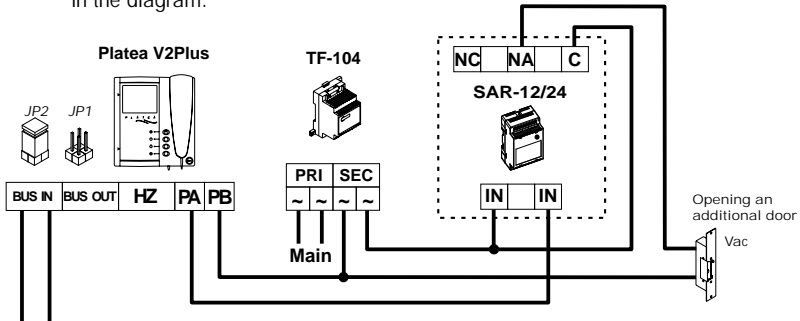 in the diagram.
Platea V2Plus
TF-104
NC NA C
SAR-12/24
JP2 JP1
PLATEA
PRI SEC
BUS IN BUS OUT HZ PA PB
~ ~ ~ ~
IN IN
Main
Opening an
additional door
Vac